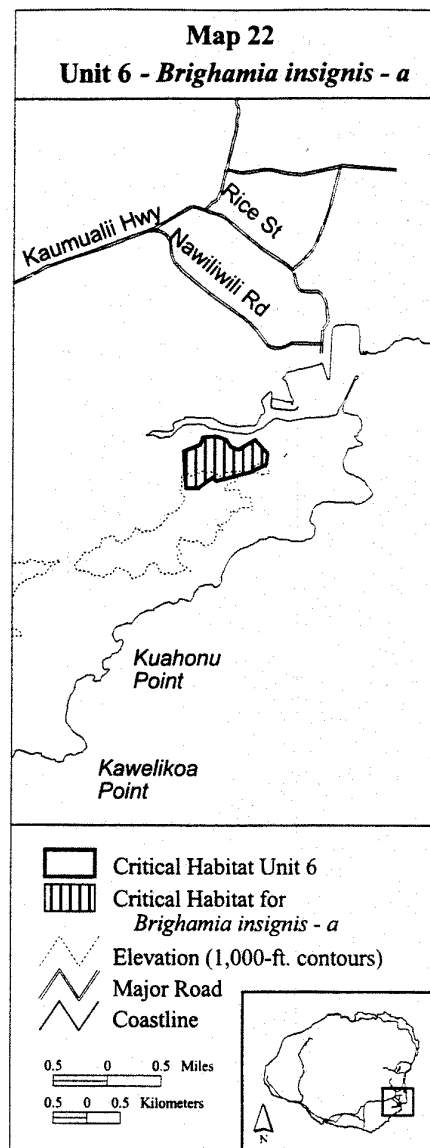 Map 22
Unit 6 - Brighamia insignis - a
Rice St
Kaumualii Hwy
Nawiliwili Rd
Kuahonu
Point
Kawelikoa
Point
Critical Habitat Unit 6
Critical Habitat for
Brighamia insignis - a
Elevation (1,000-ft. contours)
Major Road
Coastline
0.5 0 0.5 Miles
0.5 0 0.5 Kilometers
N